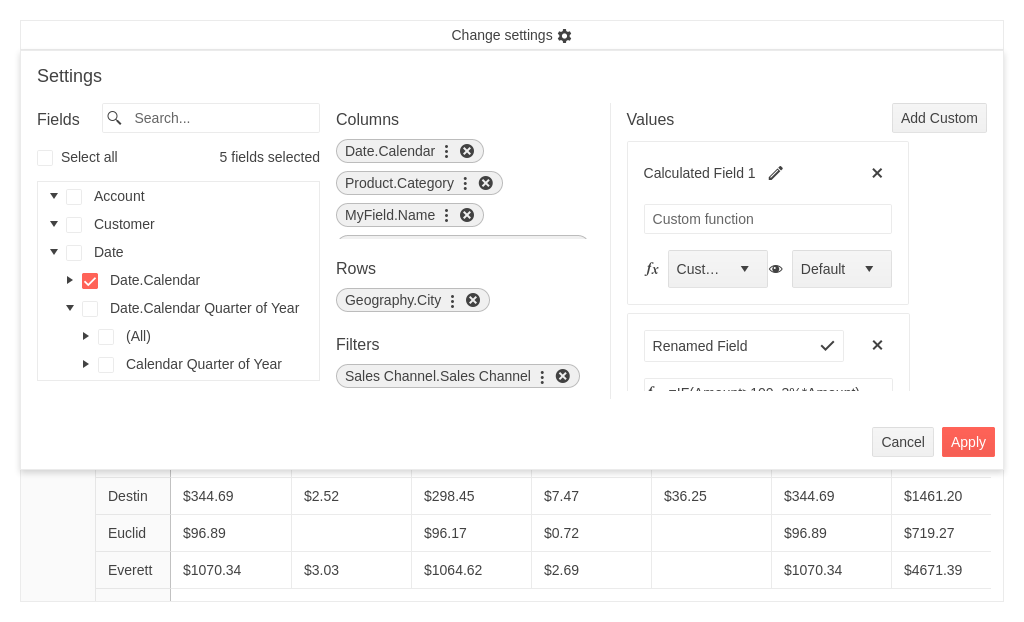 Change settings
Settings
Fields
Search...
Select all
5 fields selected
Account
Customer
Date
Date.Calendar
Date.Calendar Quarter of Year
(All)
Calendar Quarter of Year
Columns
Date.Calendar
Product.Category
MyField.Name
Rows
Geography.City
Filters
Sales Channel.Sales Channel
Values
Add Custom
Calculated Field 1
Custom function
fx Cust... Default
Renamed Field
Cancel
Apply
Destin $344.69 $2.52 $298.45 $7.47 $36.25 $344.69 $1461.20
Euclid $96.89 $96.17 $0.72 $96.89 $719.27
Everett $1070.34 $3.03 $1064.62 $2.69 $1070.34 $4671.39